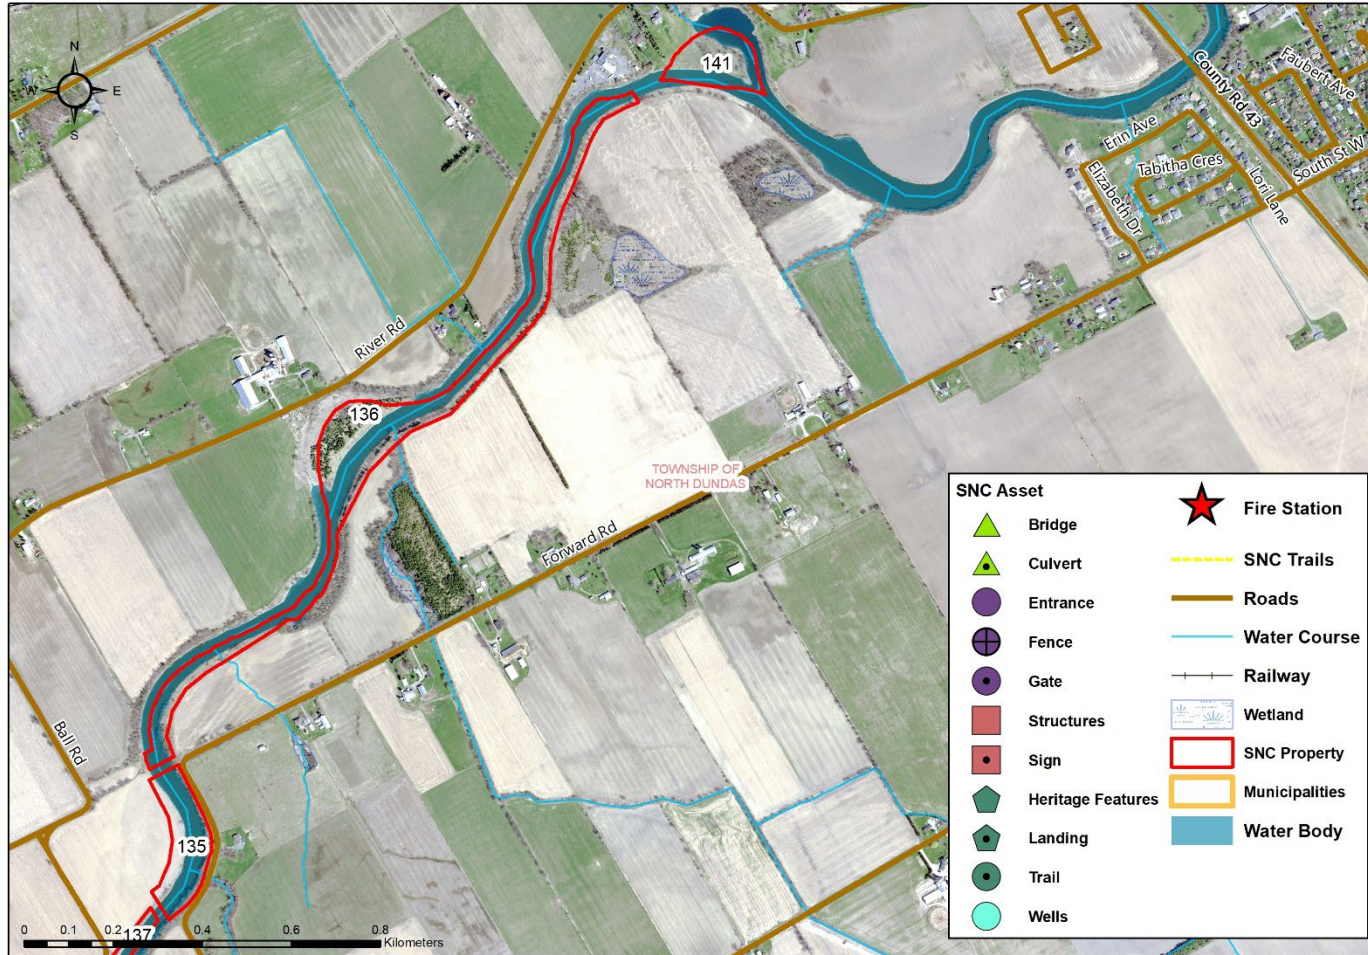 N
W
E
S
141
County Rd 43
Faubert Ave
Erin Ave
Tabitha Cres
South St W
Elizabeth Dr
Lori Lane
River Rd
136
TOWNSHIP OF
NORTH DUNDAS
Forward Rd
Ball Rd
135
137
0 0.1 0.2 0.4 0.6 0.8
Kilometers
SNC Asset
Bridge
Culvert
Entrance
Fence
Gate
Structures
Sign
Heritage Features
Landing
Trail
Wells
Fire Station
SNC Trails
Roads
Water Course
Railway
Wetland
SNC Property
Municipalities
Water Body